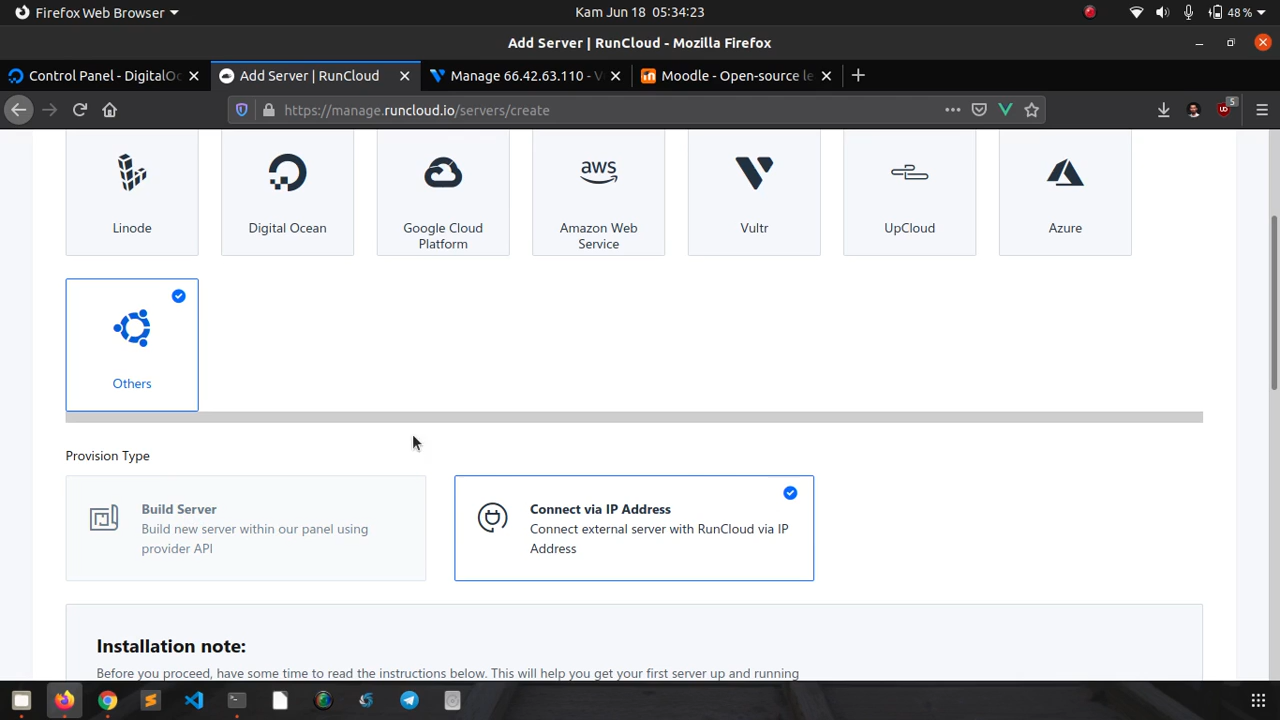 Firefox Web Browser
Kam Jun 18 05:34:23
48 %
Add Server | RunCloud - Mozilla Firefox
Control Panel - DigitalOc
Add Server | RunCloud
Manage 66.42.63.110 - V
Moodle - Open-source le
https://manage.runcloud.io/servers/create
5
Linode
Digital Ocean
Google Cloud
Platform
aws
Amazon Web
Service
Vultr
UpCloud
Azure
Others
Provision Type
Build Server
Build new server within our panel using
provider API
Connect via IP Address
Connect external server with RunCloud via IP
Address
Installation note:
Before you proceed, have some time to read the instructions below. This will help you get your first server up and running